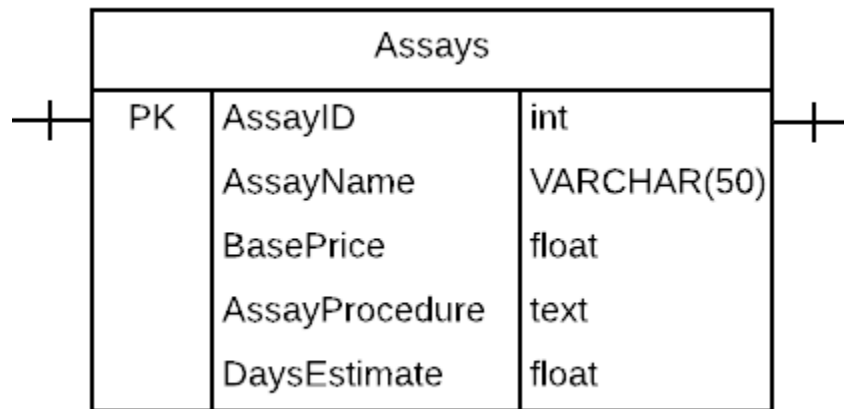 Assays
PK AssayID int
AssayName VARCHAR(50)
BasePrice float
AssayProcedure text
DaysEstimate float